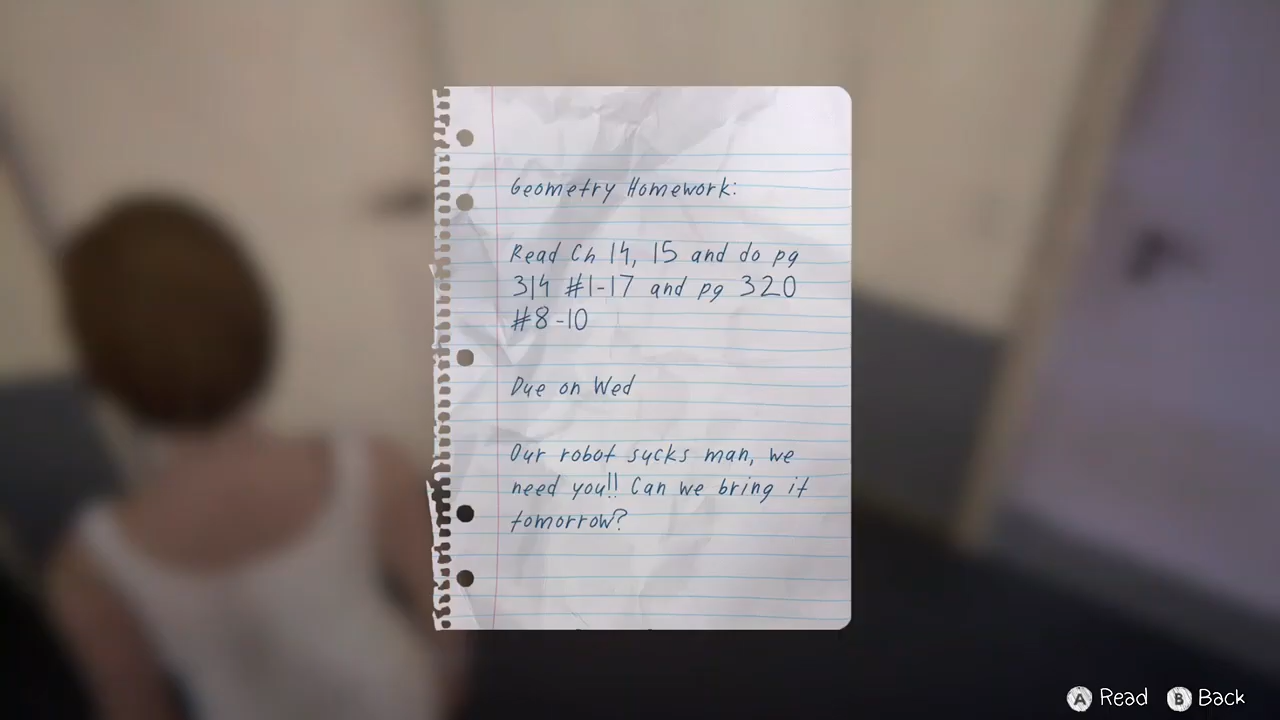 Geometry Homework:
Read Ch 14, 15 and do pg
314 #1-17 and pg 320
#8-10
Due on Wed
Our robot sucks man, we
need you!! Can we bring it
tomorrow?
A Read B Back